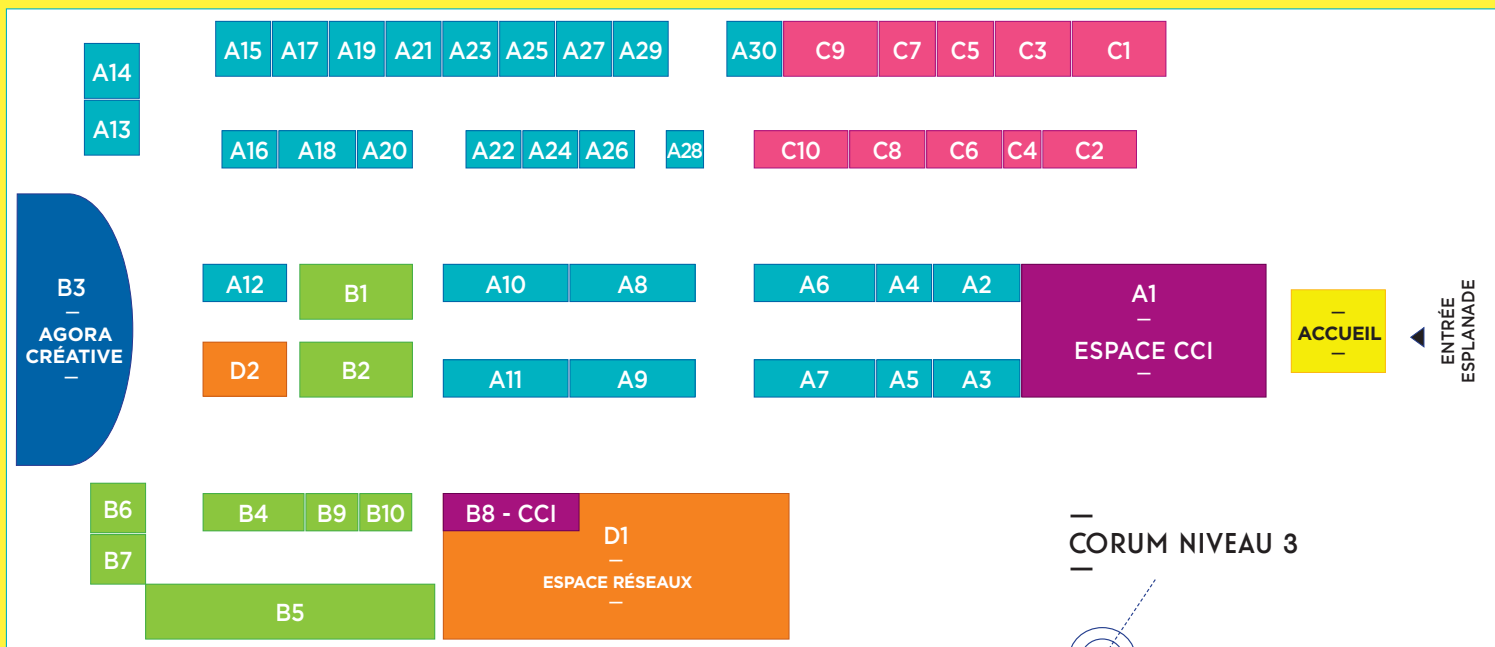 A15 A17 A19 A21 A23 A25 A27 A29 A30 C9 C7 C5 C3 C1
A14
A13
A16 A18 A20 A22 A24 A26 A28 C10 C8 C6 C4 C2
B3
—
AGORA
CRÉATIVE
—
A12 B1 A10 A8 A6 A4 A2
D2 B2 A11 A9 A7 A5 A3
A1
—
ESPACE CCI
—
—
ACCUEIL
—
ENTRÉE
ESPLANADE
B6 B4 B9 B10 B8 - CCI
B7
D1
—
ESPACE RÉSEAUX
—
B5
—
CORUM NIVEAU 3
—